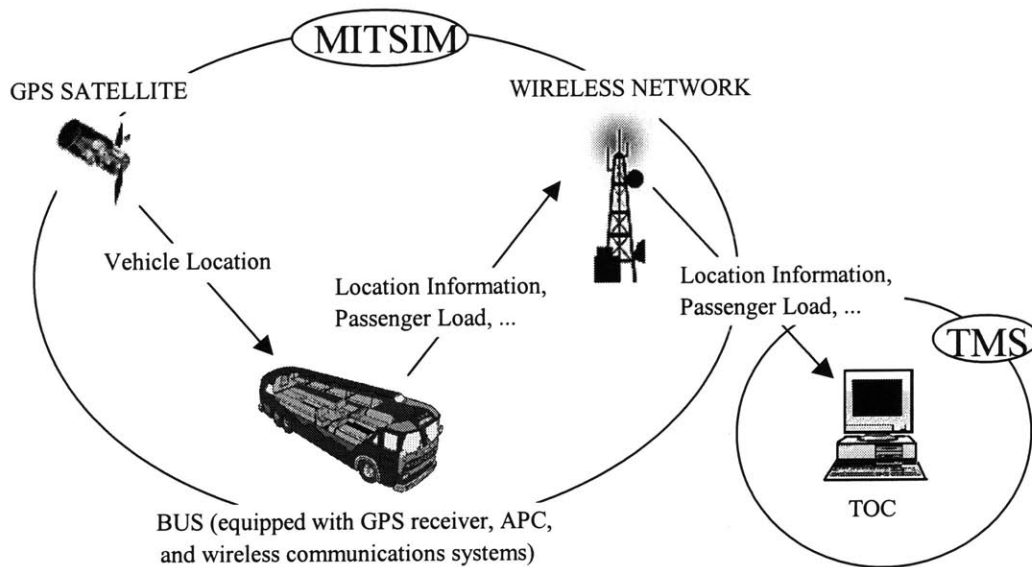 MITSIM
GPS SATELLITE
WIRELESS NETWORK
Vehicle Location
Location Information,
Passenger Load, ...
Location Information,
Passenger Load, ...
TMS
TOC
BUS (equipped with GPS receiver, APC,
and wireless communications systems)